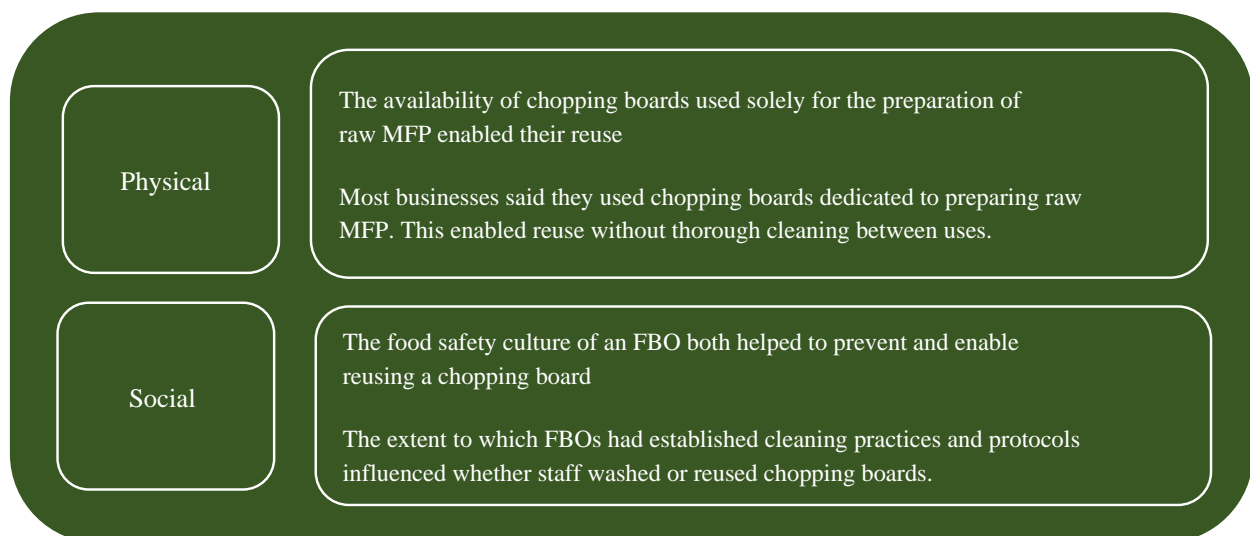 Physical
The availability of chopping boards used solely for the preparation of
raw MFP enabled their reuse
Most businesses said they used chopping boards dedicated to preparing raw
MFP. This enabled reuse without thorough cleaning between uses.
Social
The food safety culture of an FBO both helped to prevent and enable
reusing a chopping board
The extent to which FBOs had established cleaning practices and protocols
influenced whether staff washed or reused chopping boards.